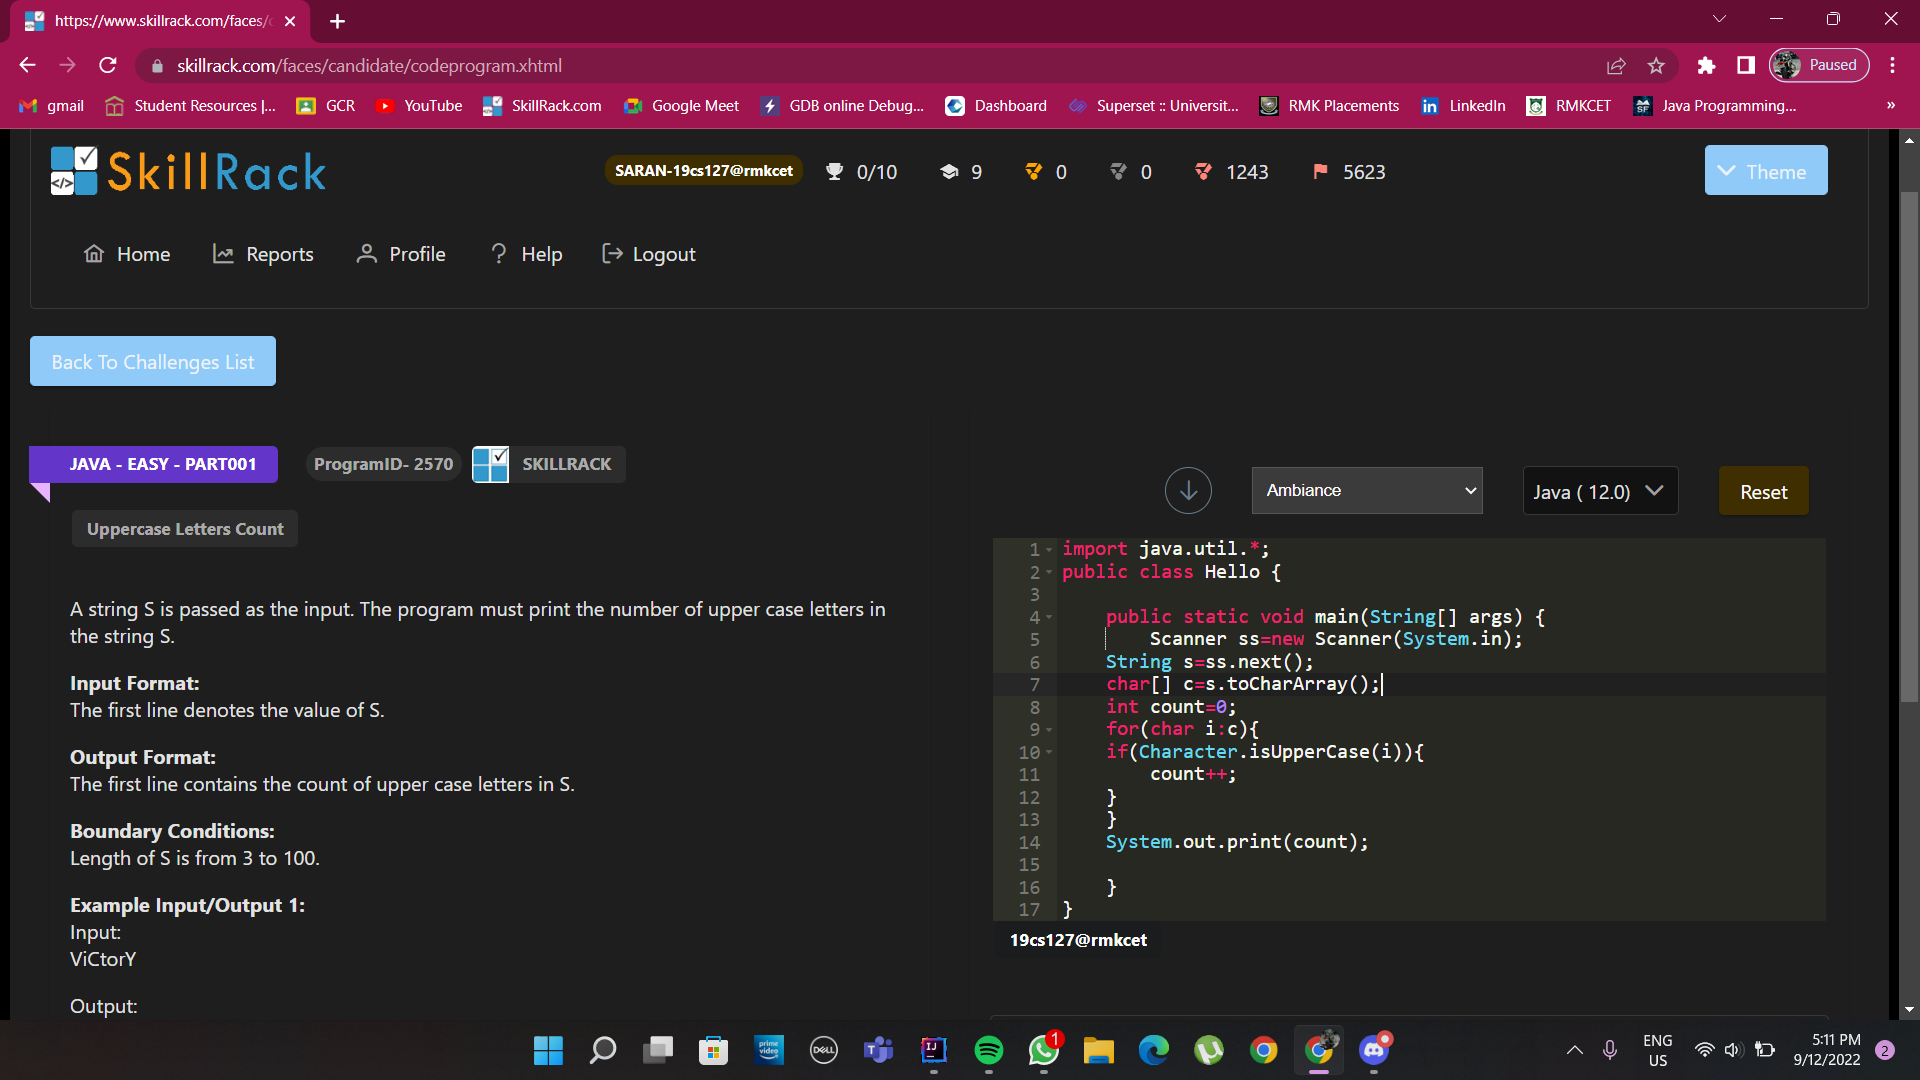 https://www.skillrack.com/faces/c
skillrack.com/faces/candidate/codeprogram.xhtml
Paused
gmail
Student Resources |...
GCR
YouTube
SkillRack.com
Google Meet
GDB online Debug...
Dashboard
Superset :: Universit...
RMK Placements
LinkedIn
RMKCET
Java Programming...
»
SkillRack
SARAN-19cs127@rmkcet
0/10
9
0
0
1243
5623
Theme
Home
Reports
Profile
Help
Logout
Back To Challenges List
JAVA - EASY - PART001
ProgramID- 2570
SKILLRACK
Uppercase Letters Count
A string S is passed as the input. The program must print the number of upper case letters in
the string S.
Input Format:
The first line denotes the value of S.
Output Format:
The first line contains the count of upper case letters in S.
Boundary Conditions:
Length of S is from 3 to 100.
Example Input/Output 1:
Input:
ViCtorY
Output:
Ambiance
Java ( 12.0)
Reset
1 import java.util.*;
2 public class Hello {
3
4 public static void main(String[] args) {
5 Scanner ss=new Scanner(System.in);
6 String s=ss.next();
7 char[] c=s.toCharArray();
8 int count=0;
9 for(char i:c){
10 if(Character.isUpperCase(i)){
11 count++;
12 }
13 }
14 System.out.print(count);
15
16 }
17 }
19cs127@rmkcet
prime video
DELL
IJ
1
ENG
US
5:11 PM
9/12/2022
2